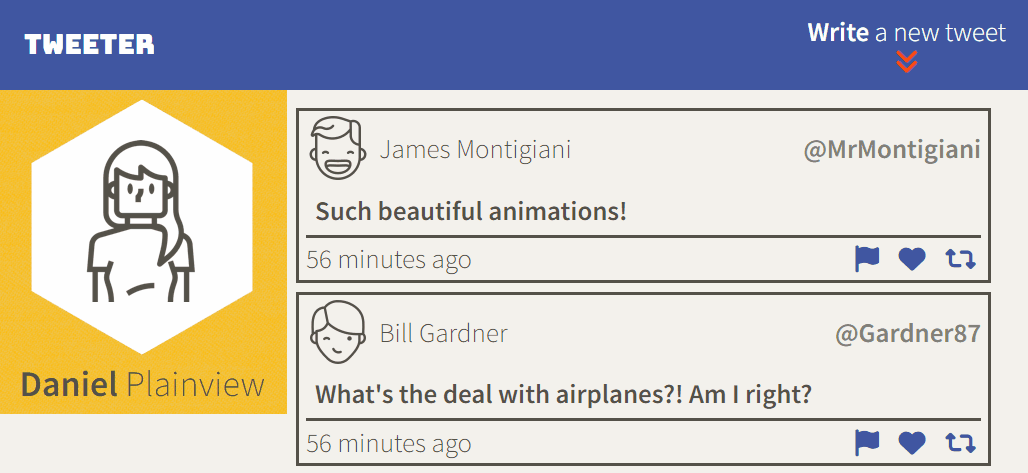 TWEETER
Write a new tweet
Daniel Plainview
James Montigiani @MrMontigiani
Such beautiful animations!
56 minutes ago
Bill Gardner @Gardner87
What's the deal with airplanes?! Am I right?
56 minutes ago